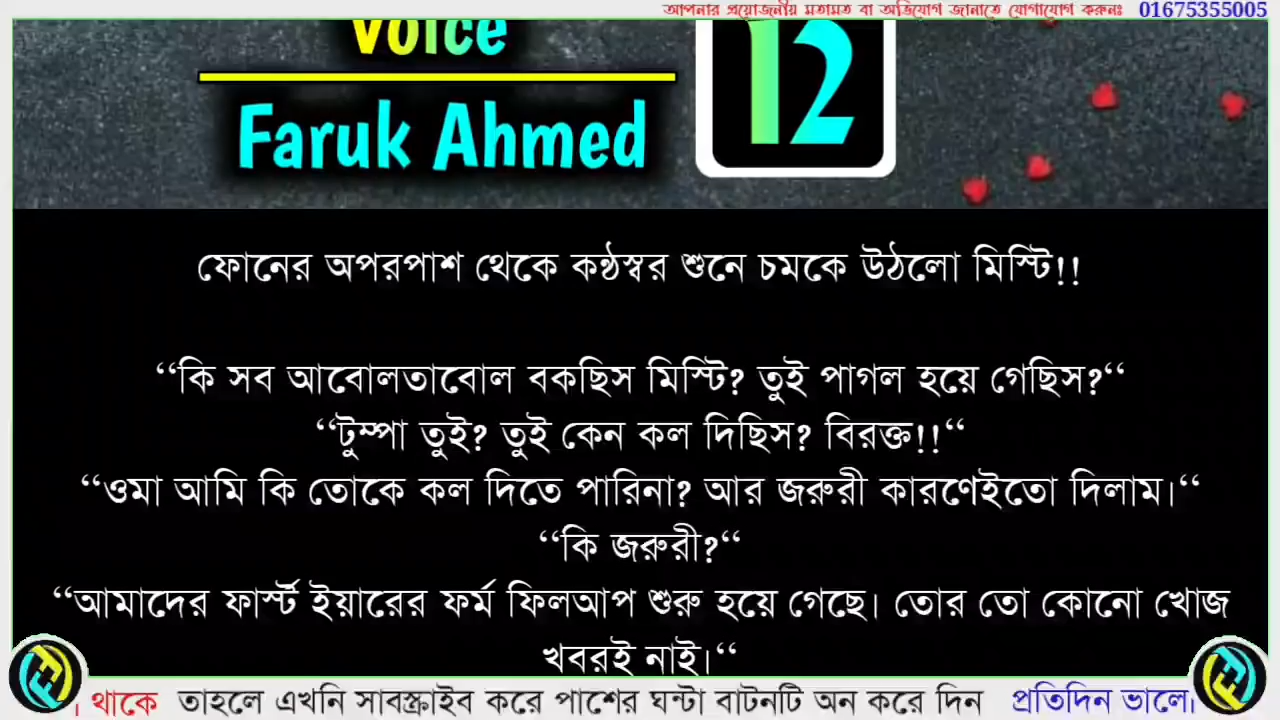 আপনার প্রয়োজনীয় মতামত বা অভিযোগ জানাতে যোগাযোগ করুনঃ 01675355005
Voice
Faruk Ahmed
12
ফোনের অপরপাশ থেকে কন্ঠস্বর শুনে চমকে উঠলো মিস্টি!!
“কি সব আবোলতাবোল বকছিস মিস্টি? তুই পাগল হয়ে গেছিস?“
“টুম্পা তুই? তুই কেন কল দিছিস? বিরক্ত!!“
“ওমা আমি কি তোকে কল দিতে পারিনা? আর জরুরী কারণেইতো দিলাম।“
“কি জরুরী?“
“আমাদের ফার্স্ট ইয়ারের ফর্ম ফিলআপ শুরু হয়ে গেছে। তোর তো কোনো খোজ
খবরই নাই।“
থাকে তাহলে এখনি সাবস্ক্রাইব করে পাশের ঘন্টা বাটনটি অন করে দিন প্রতিদিন ভালো